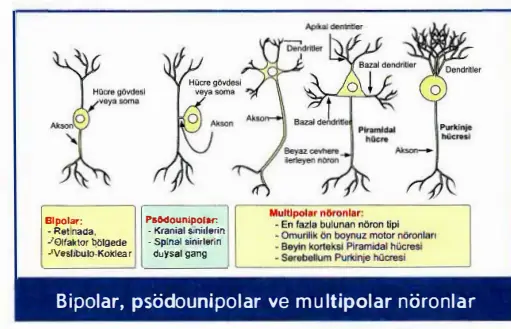 Apikal dentritler
Dendritler
Bazal dendritler
Dendritler
Hücre gövdesi
veya soma
Hücre gövdesi
veya soma
Akson
Akson
Akson
Bazal dendritler
Piramidal
hücre
Purkinje
hücresi
Beyaz cevhere
ilerleyen nöron
Akson
Bipolar:
- Retinada,
Olfaktör bölgede
Vestibulo-Koklear
Psödounipolar:
- Kranial sinirlerin
- Spinal sinirlerin
duysal gang
Multipolar nöronlar:
- En fazla bulunan nöron tipi
- Omurilik ön boynuz motor nöronları
- Beyin korteksi Piramidal hücresi
- Serebellum Purkinje hücresi
Bipolar, psödounipolar ve multipolar nöronlar